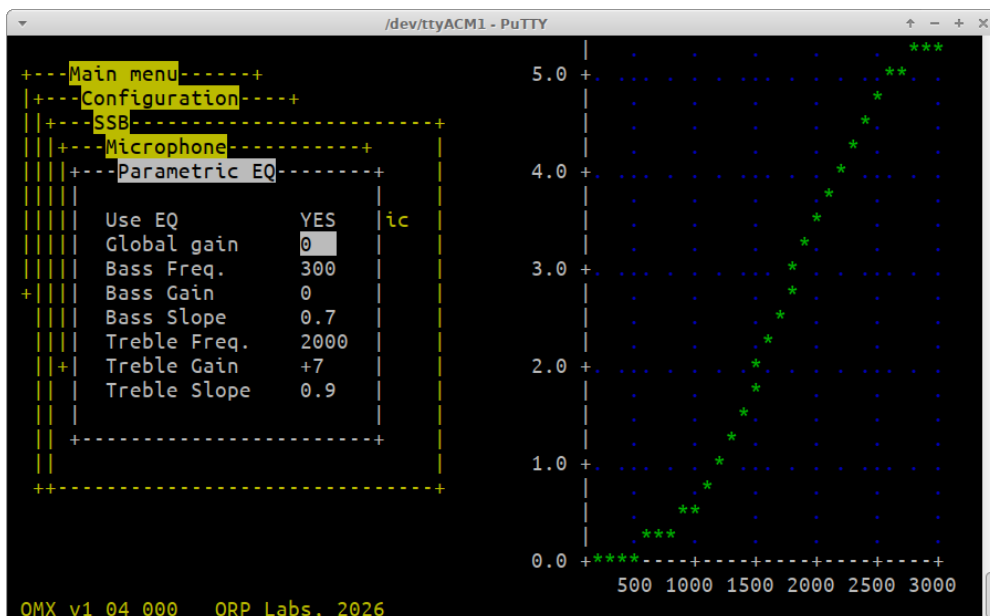 /dev/ttyACM1 - PuTTY
Main menu
Configuration
SSB
Microphone
Parametric EQ
Use EQ YES
ic
Global gain 0
Bass Freq. 300
Bass Gain 0
Bass Slope 0.7
Treble Freq. 2000
Treble Gain +7
Treble Slope 0.9
5.0
4.0
3.0
2.0
1.0
0.0
500 1000 1500 2000 2500 3000
QMX v1_04_000 QRP Labs, 2026